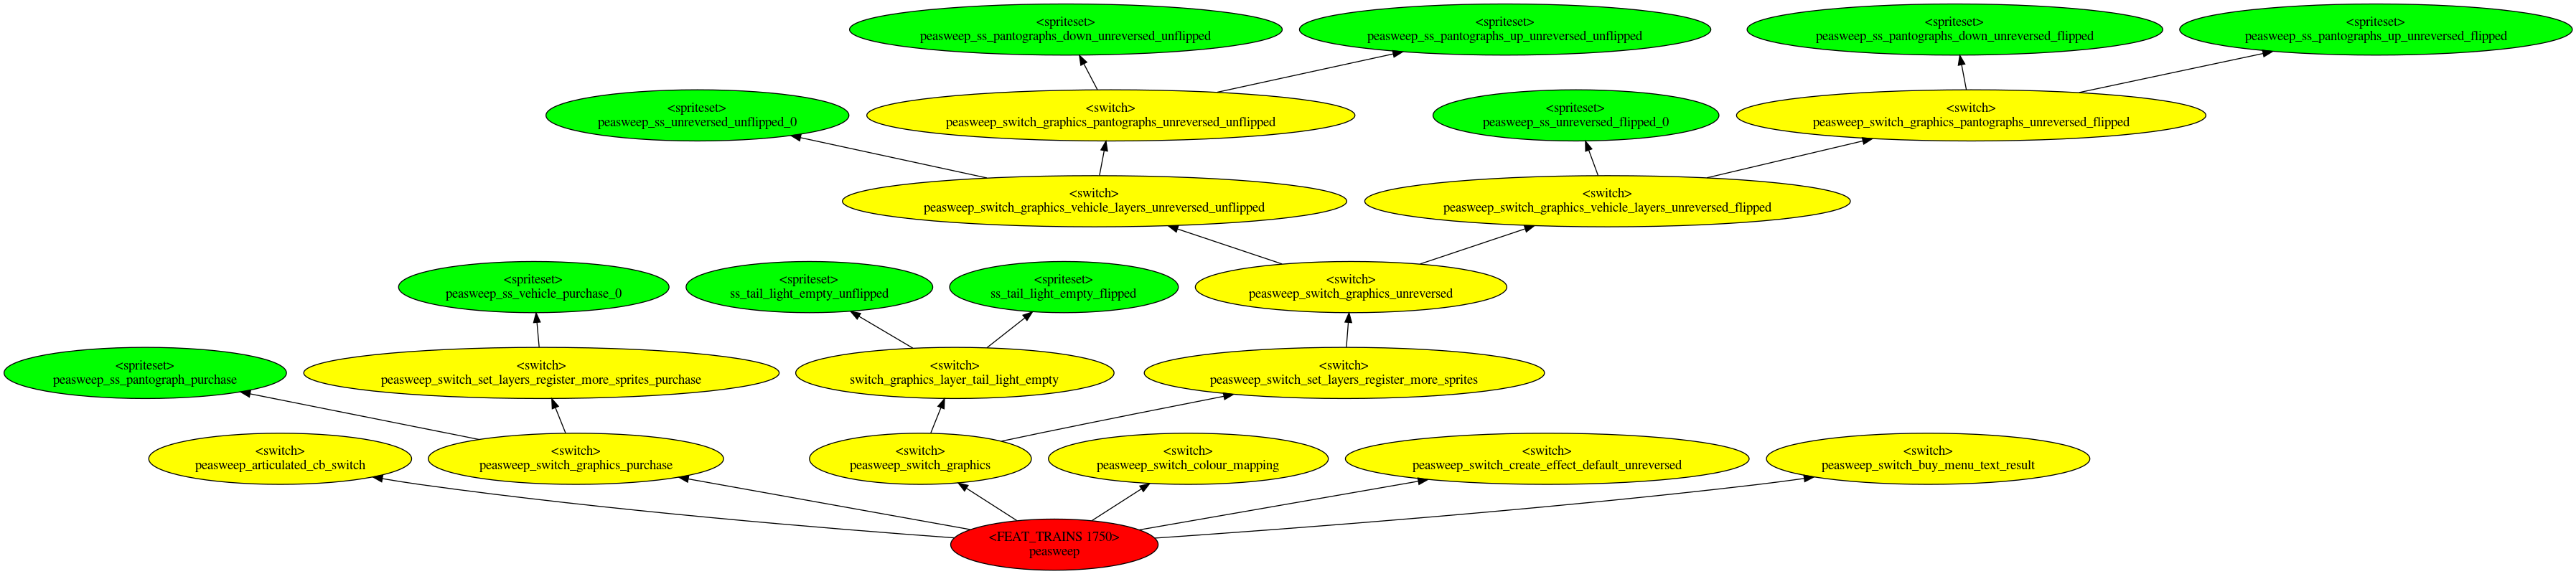 <spriteset>
peasweep_ss_pantographs_down_unreversed_unflipped
<spriteset>
peasweep_ss_pantographs_up_unreversed_unflipped
<spriteset>
peasweep_ss_pantographs_down_unreversed_flipped
<spriteset>
peasweep_ss_pantographs_up_unreversed_flipped
<spriteset>
peasweep_ss_unreversed_unflipped_0
<switch>
peasweep_switch_graphics_pantographs_unreversed_unflipped
<spriteset>
peasweep_ss_unreversed_flipped_0
<switch>
peasweep_switch_graphics_pantographs_unreversed_flipped
<switch>
peasweep_switch_graphics_vehicle_layers_unreversed_unflipped
<switch>
peasweep_switch_graphics_vehicle_layers_unreversed_flipped
<spriteset>
peasweep_ss_vehicle_purchase_0
<spriteset>
ss_tail_light_empty_unflipped
<spriteset>
ss_tail_light_empty_flipped
<switch>
peasweep_switch_graphics_unreversed
<spriteset>
peasweep_ss_pantograph_purchase
<switch>
peasweep_switch_set_layers_register_more_sprites_purchase
<switch>
switch_graphics_layer_tail_light_empty
<switch>
peasweep_switch_set_layers_register_more_sprites
<switch>
peasweep_articulated_cb_switch
<switch>
peasweep_switch_graphics_purchase
<switch>
peasweep_switch_graphics
<switch>
peasweep_switch_colour_mapping
<switch>
peasweep_switch_create_effect_default_unreversed
<switch>
peasweep_switch_buy_menu_text_result
<FEAT_TRAINS 1750>
peasweep